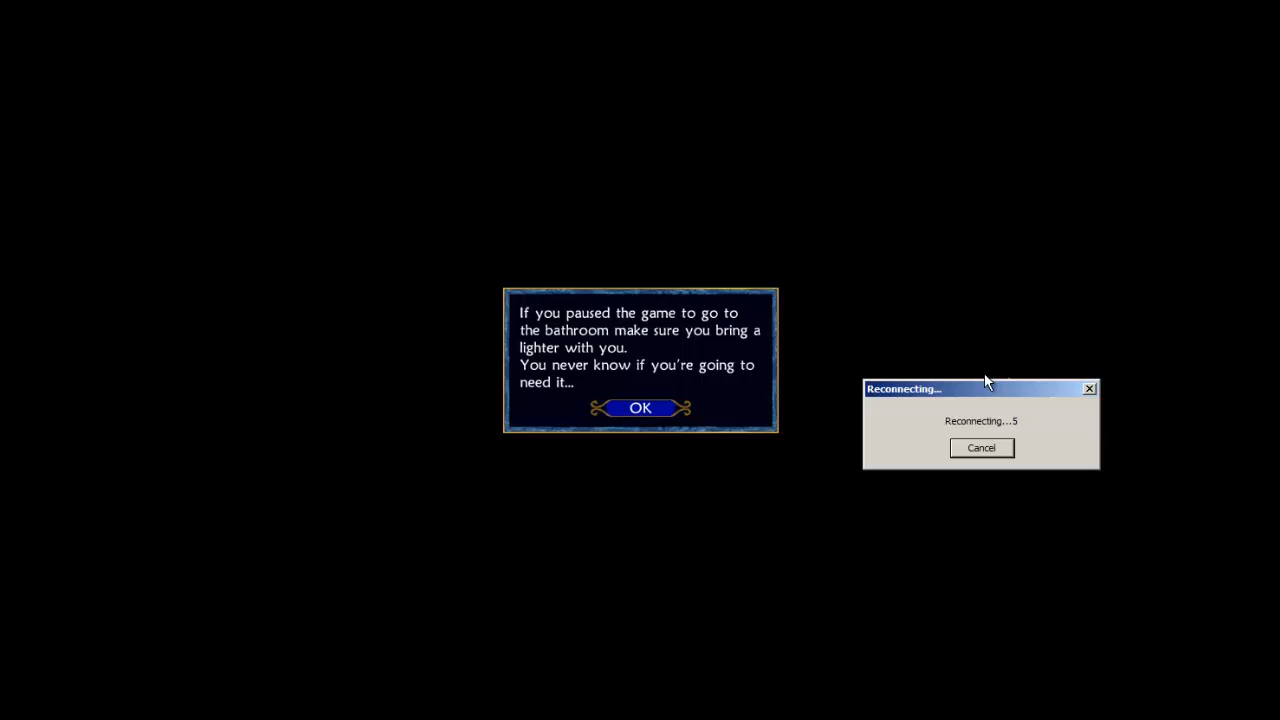 If you paused the game to go to
the bathroom make sure you bring a
lighter with you.
You never know if you're going to
need it...
OK
Reconnecting...
Reconnecting...5
Cancel